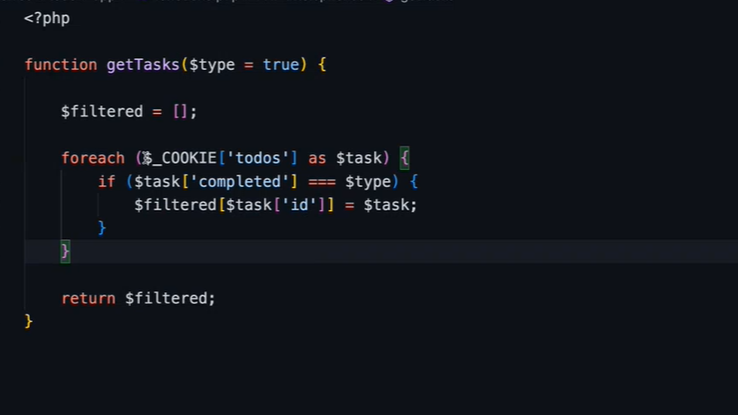 <?php
function getTasks($type = true) {
$filtered = [];
foreach ($_COOKIE['todos'] as $task) {
if ($task['completed'] === $type) {
$filtered[$task['id']] = $task;
}
}
return $filtered;
}